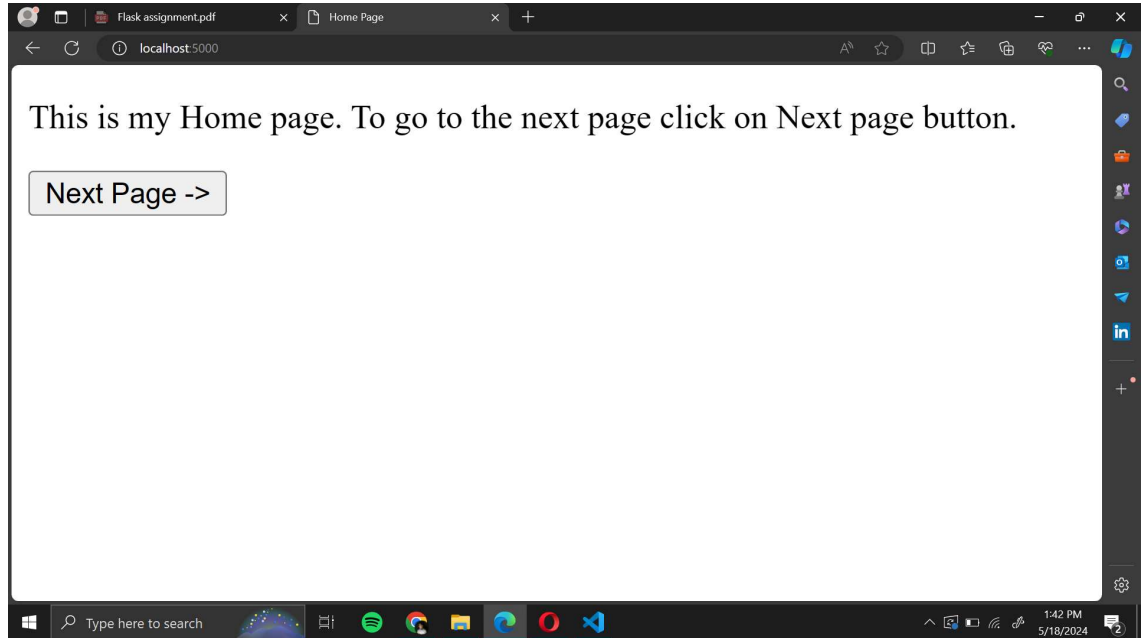 Flask assignment.pdf
Home Page
localhost:5000
This is my Home page. To go to the next page click on Next page button.
Next Page ->
Type here to search
1:42 PM
5/18/2024
2